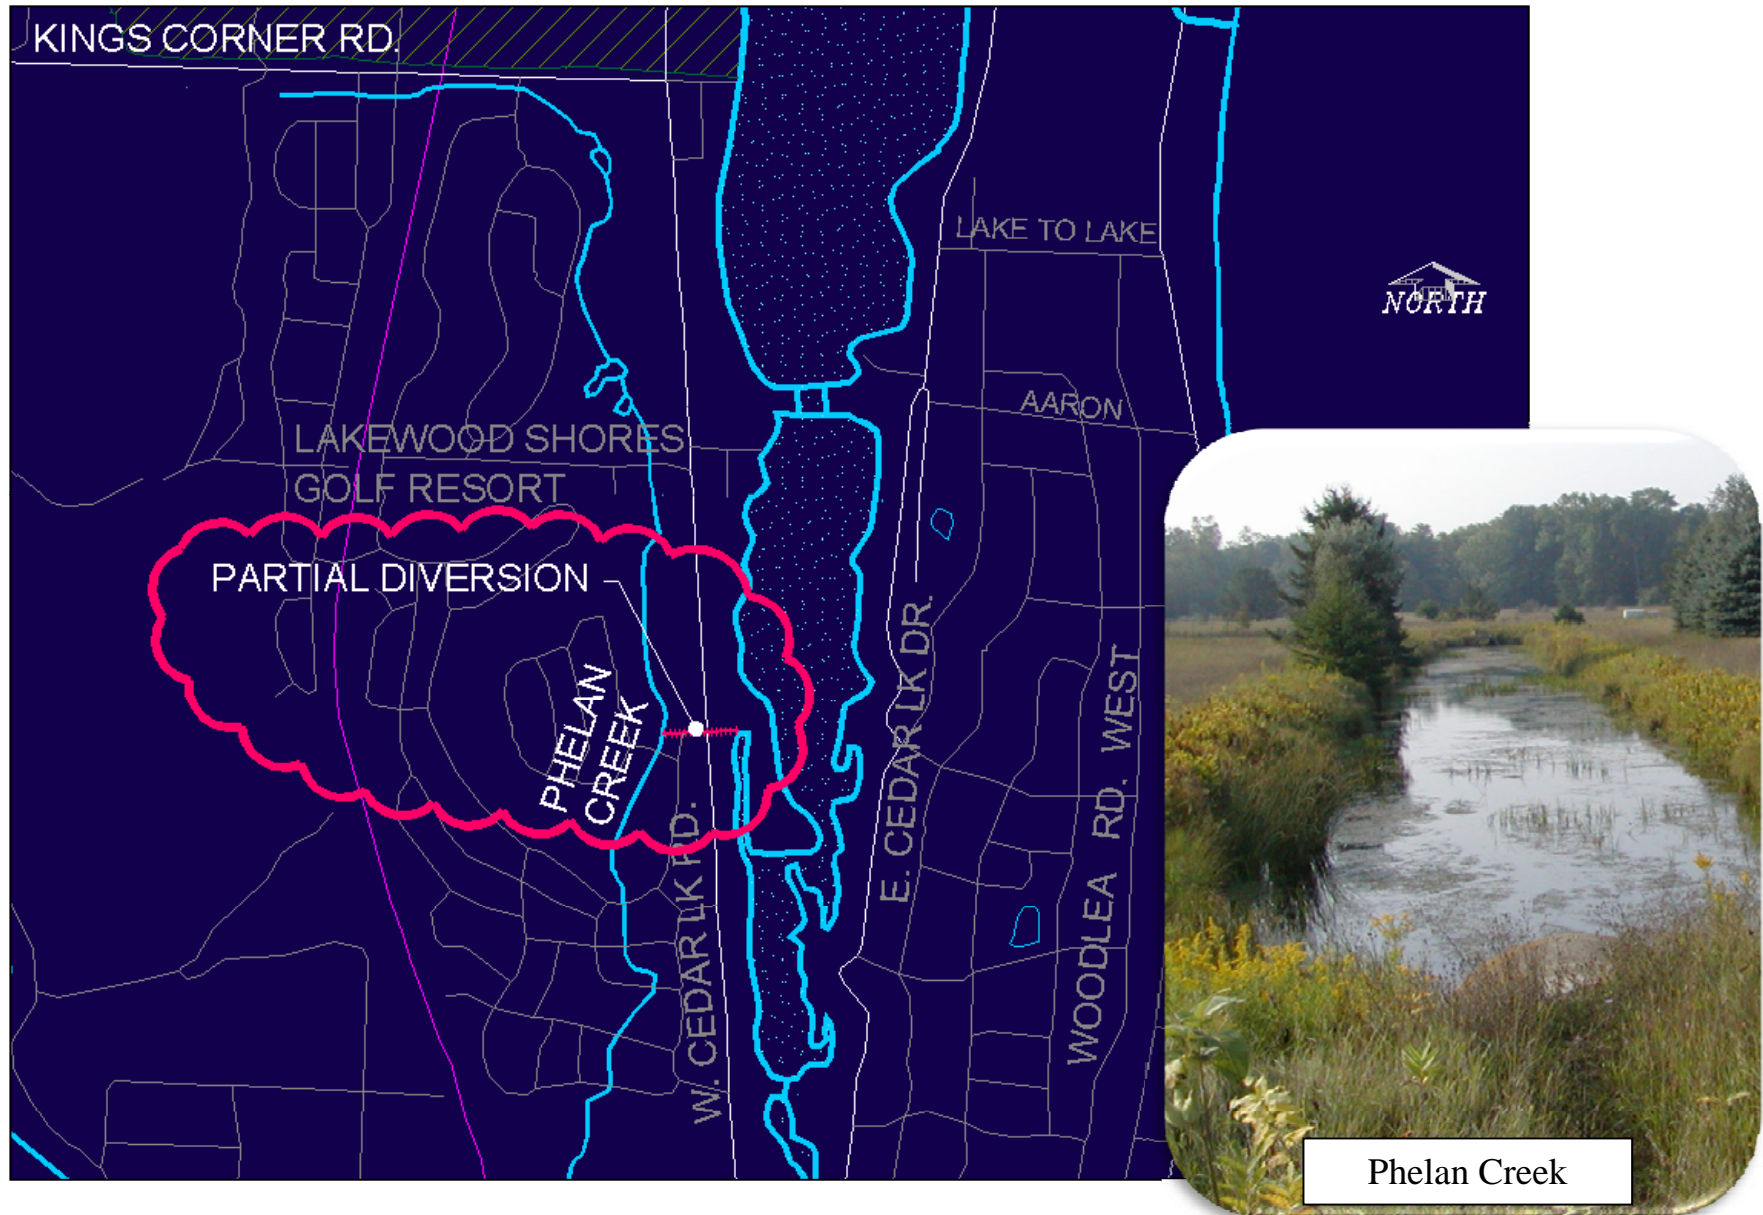 KINGS CORNER RD.
LAKE TO LAKE
NORTH
AARON
LAKEWOOD SHORES
GOLF RESORT
PARTIAL DIVERSION
PHELAN
CREEK
W. CEDAR LK RD.
E. CEDAR LK DR.
WOODLEA RD. WEST
Phelan Creek